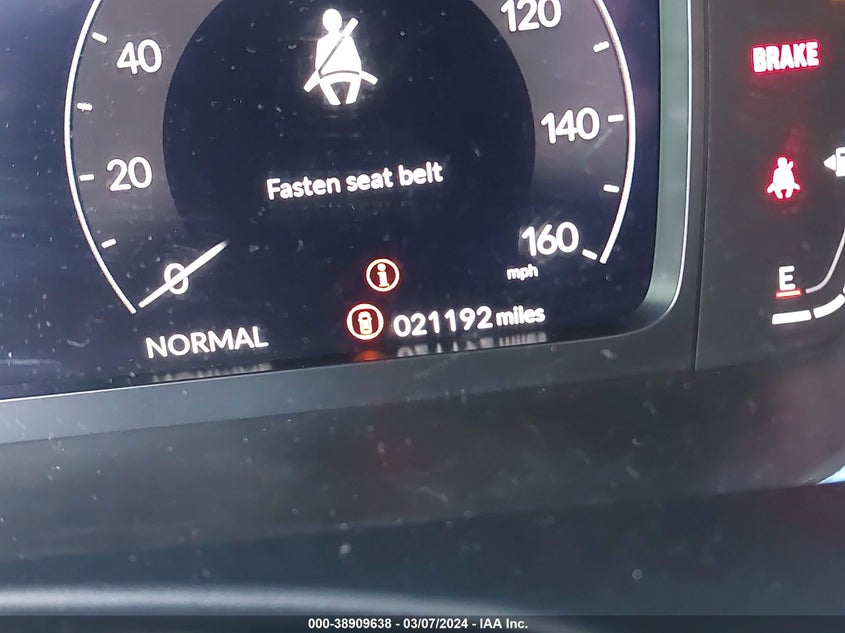 120
40
BRAKE
140
20
Fasten seat belt
160
0
mph
E
021192 miles
NORMAL
000-38909638 - 03/07/2024 - IAA Inc.